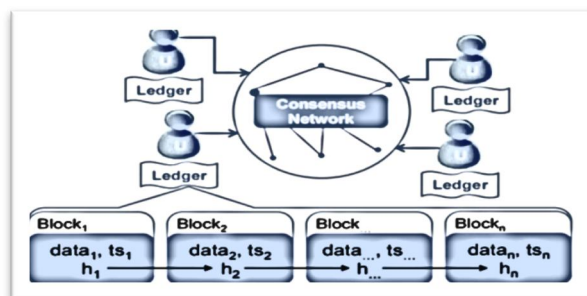 Ledger
Ledger
Consensus
Network
Ledger
Ledger
Block₁
data₁, ts₁
h₁
Block₂
data₂, ts₂
h₂
Block...
data..., ts...
h...
Blockₙ
dataₙ, tsₙ
hₙ